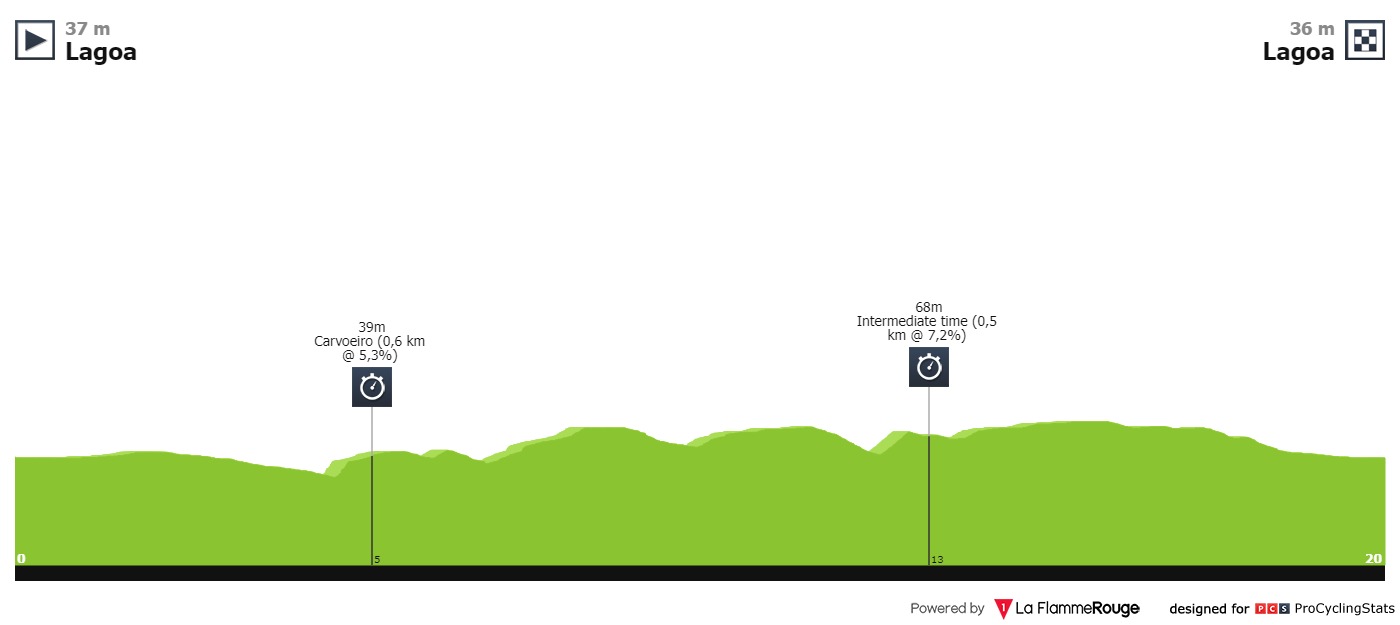 37 m
Lagoa
36 m
Lagoa
39m
Carvoeiro (0,6 km
@ 5,3%)
68m
Intermediate time (0,5
km @ 7,2%)
0
5
13
20
Powered by 1 La FlammeRouge designed for PCS ProCyclingStats